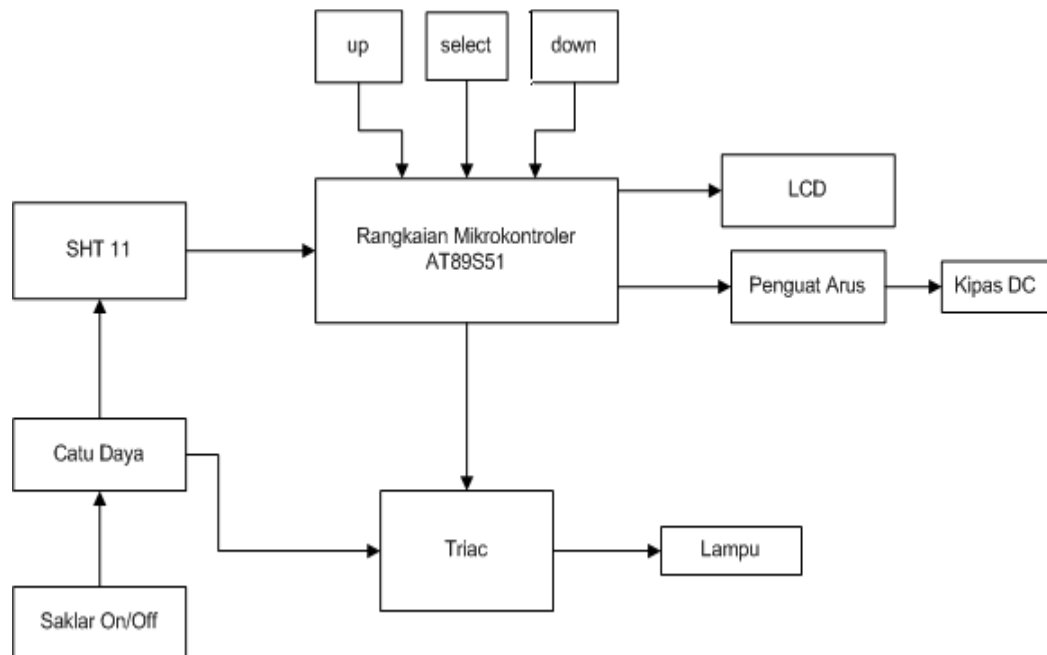 up
select
down
LCD
SHT 11
Rangkaian Mikrokontroler
AT89S51
Penguat Arus
Kipas DC
Catu Daya
Triac
Lampu
Saklar On/Off